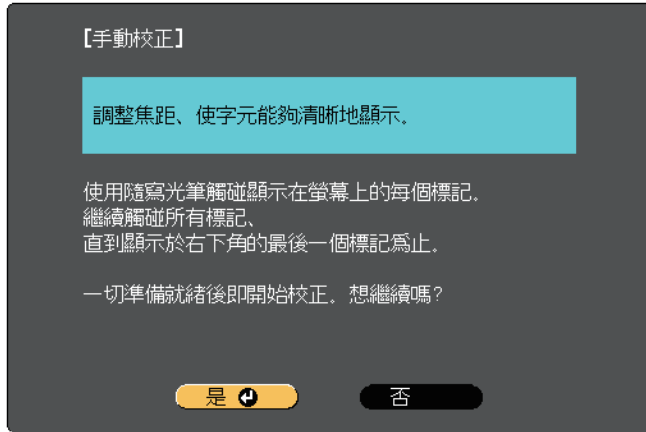 【手動校正】
調整焦距、使字元能夠清晰地顯示.
使用隨寫光筆觸碰顯示在螢幕上的每個標記.
繼續觸碰所有標記、
直到顯示於右下角的最後一個標記爲止.
一切準備就緒後即開始校正. 想繼續嗎?
是
否